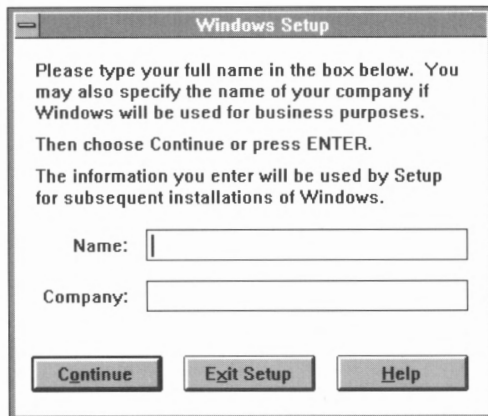 Windows Setup
Please type your full name in the box below. You
may also specify the name of your company if
Windows will be used for business purposes.
Then choose Continue or press ENTER.
The information you enter will be used by Setup
for subsequent installations of Windows.
Name:
Company:
Continue Exit Setup Help